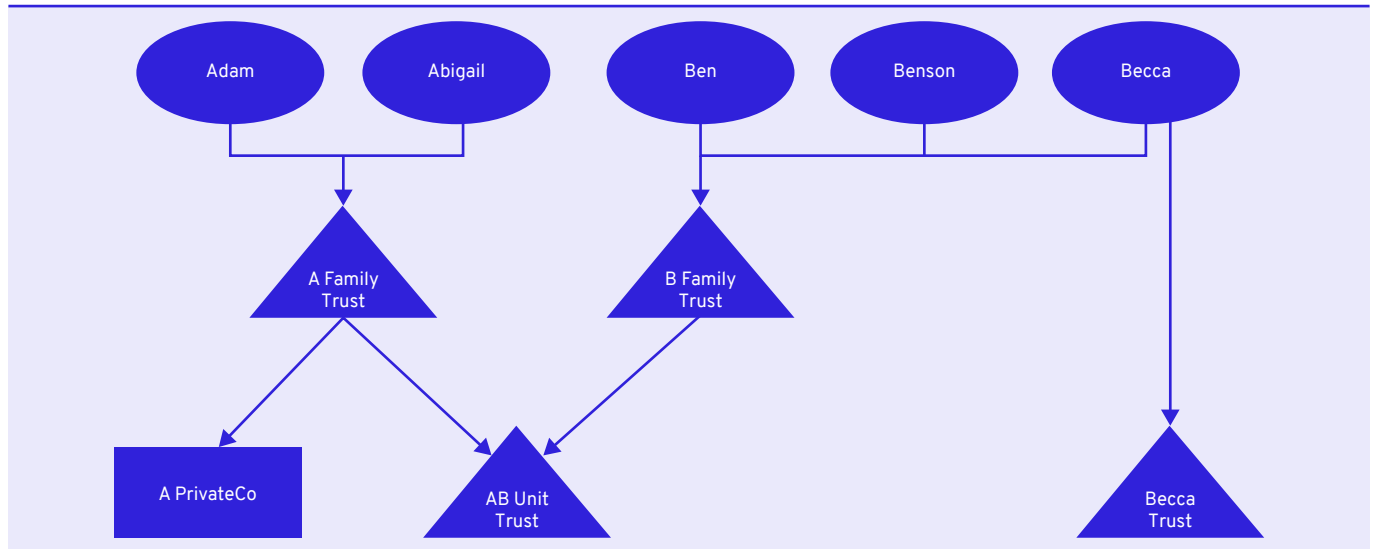 Adam
Abigail
Ben
Benson
Becca
A Family
Trust
B Family
Trust
A PrivateCo
AB Unit
Trust
Becca
Trust